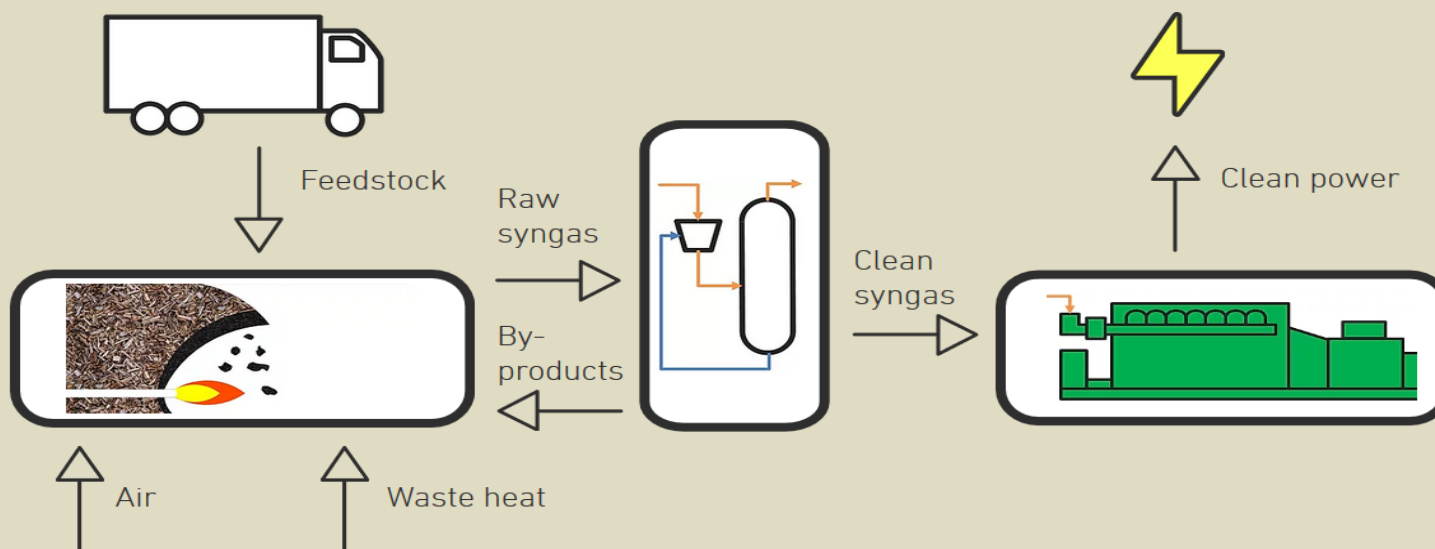 Feedstock
Raw
syngas
By-
products
Clean
syngas
Clean power
Air
Waste heat